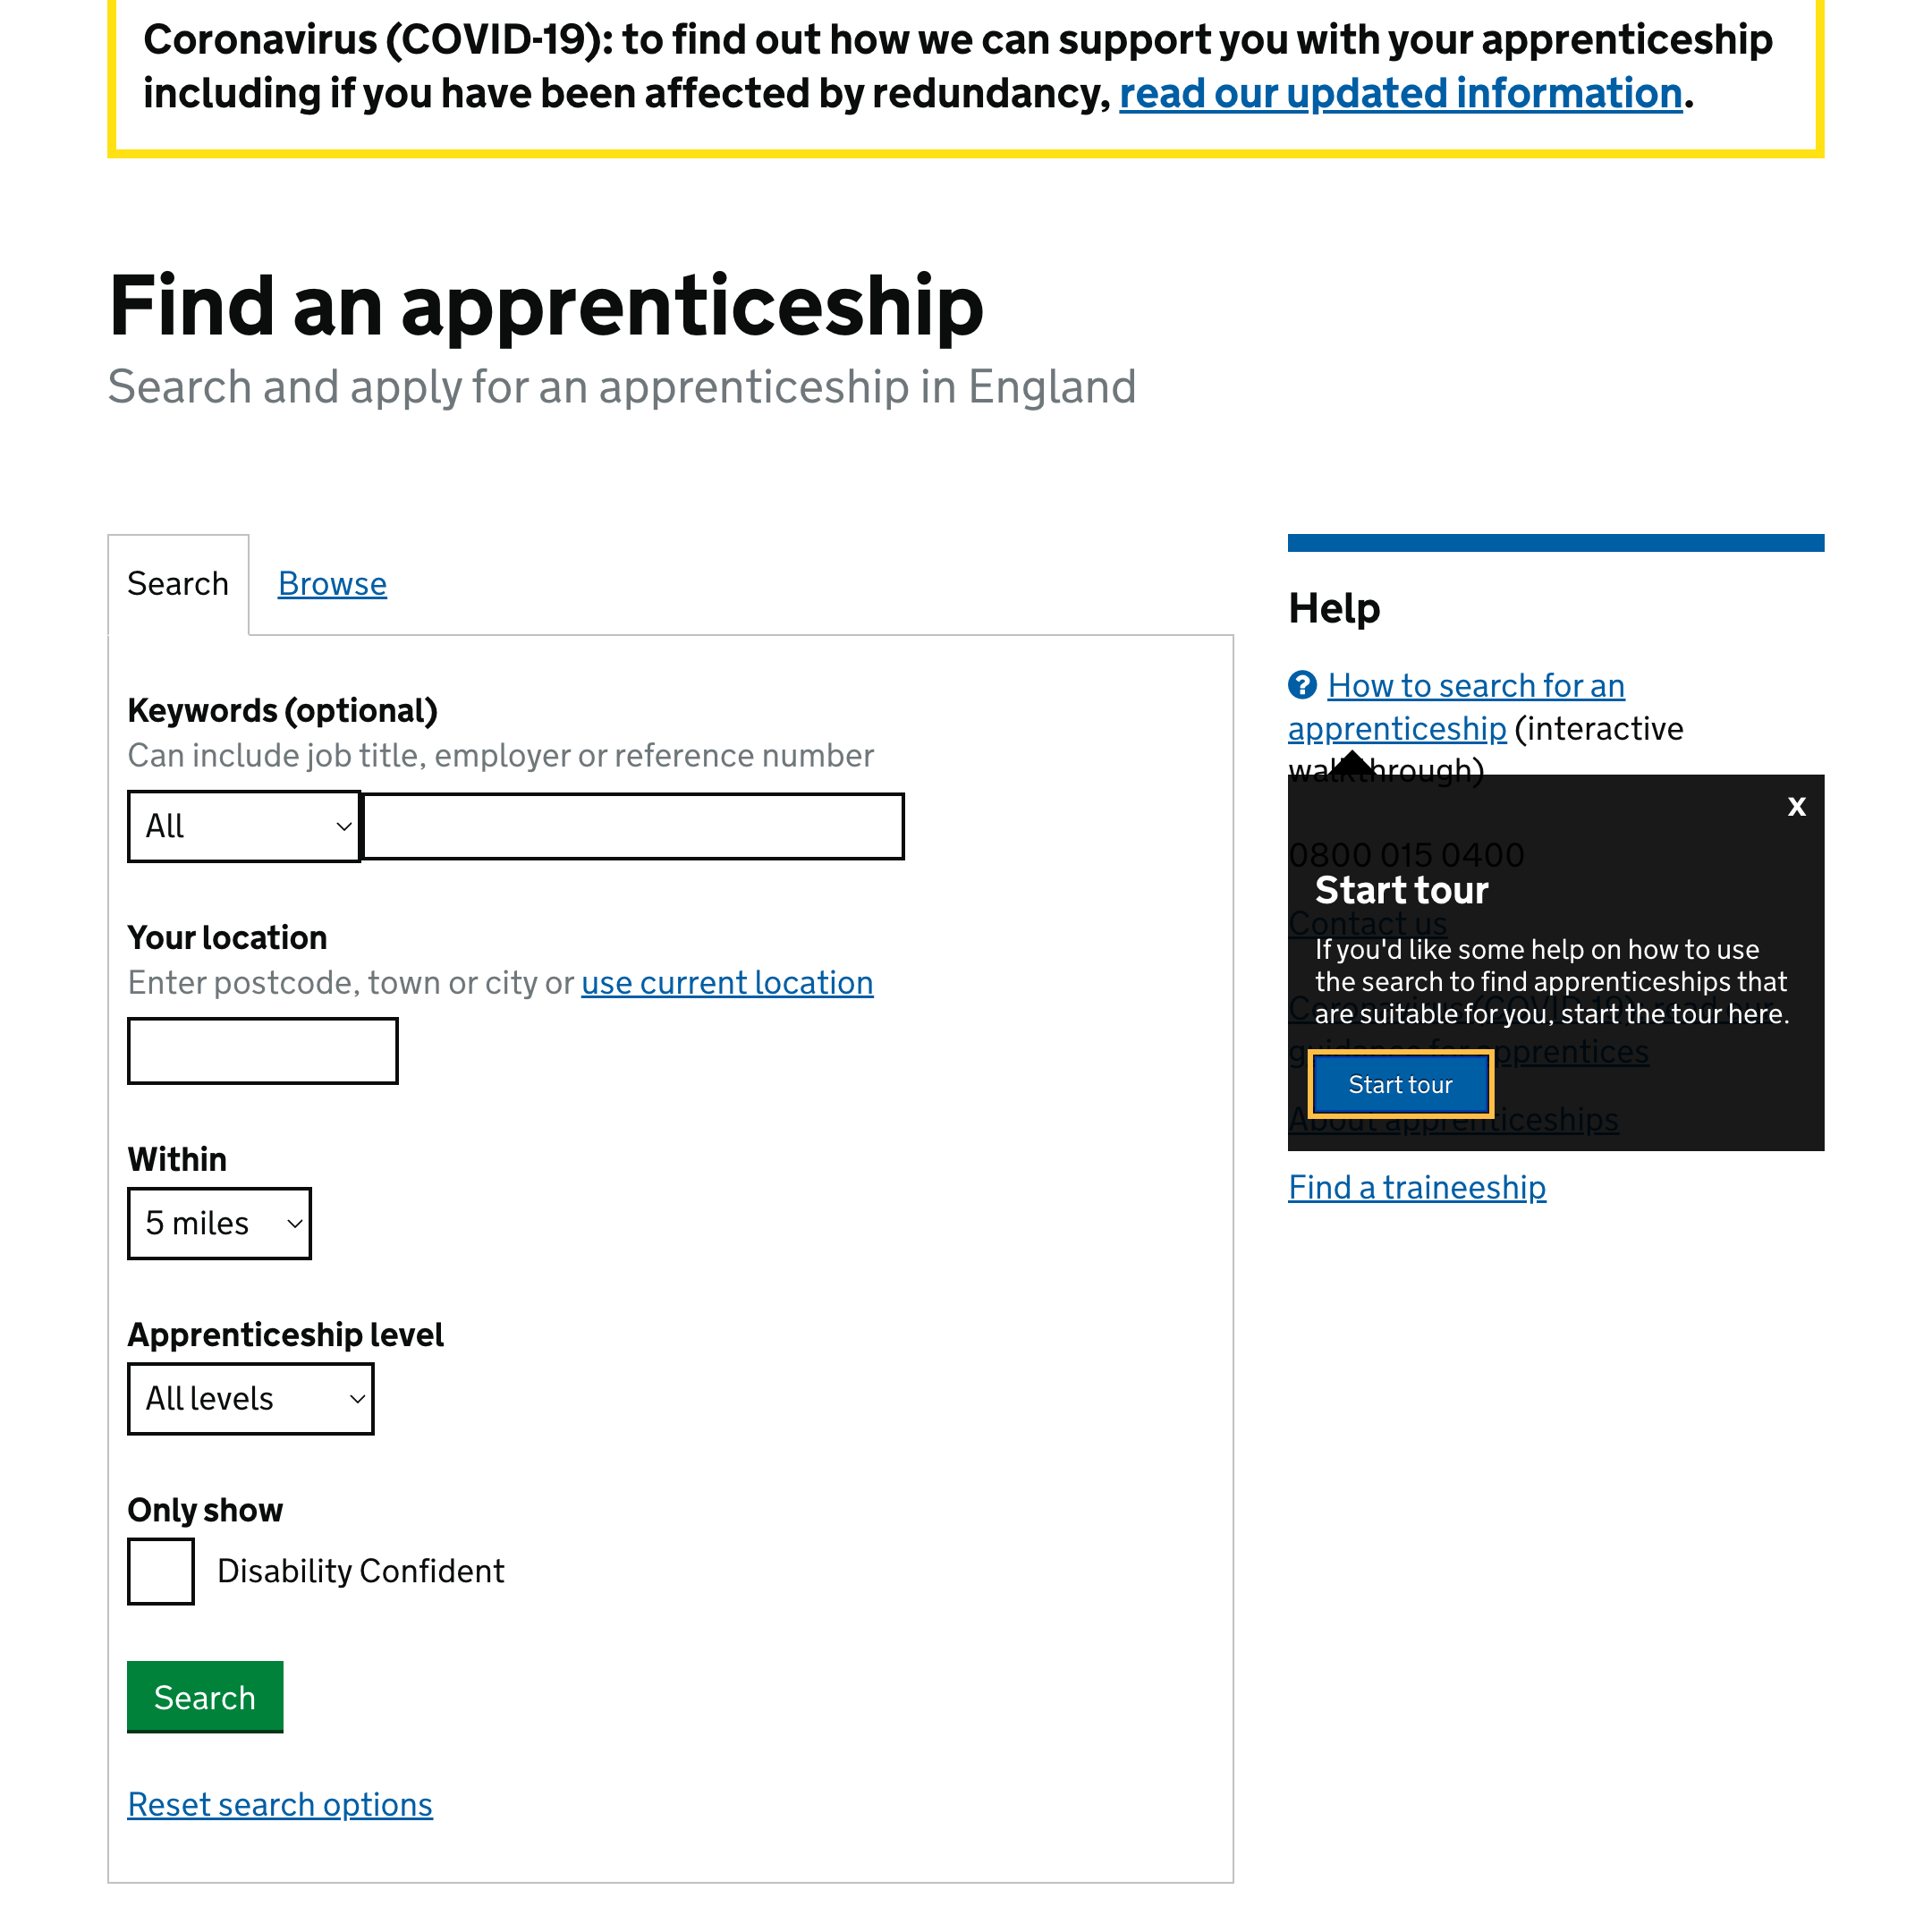 Coronavirus (COVID-19): to find out how we can support you with your apprenticeship
including if you have been affected by redundancy, read our updated information.
Find an apprenticeship
Search and apply for an apprenticeship in England
Search
Browse
Keywords (optional)
Can include job title, employer or reference number
All
Your location
Enter postcode, town or city or use current location
Within
5 miles
Apprenticeship level
All levels
Only show
Disability Confident
Search
Reset search options
Help
? How to search for an
apprenticeship (interactive
walkthrough)
x
0800 015 0400
Start tour
Contact us
If you'd like some help on how to use
the search to find apprenticeships that
are suitable for you, start the tour here.
Coronavirus (COVID-19): read our
guidance for apprentices
Start tour
About apprenticeships
Find a traineeship